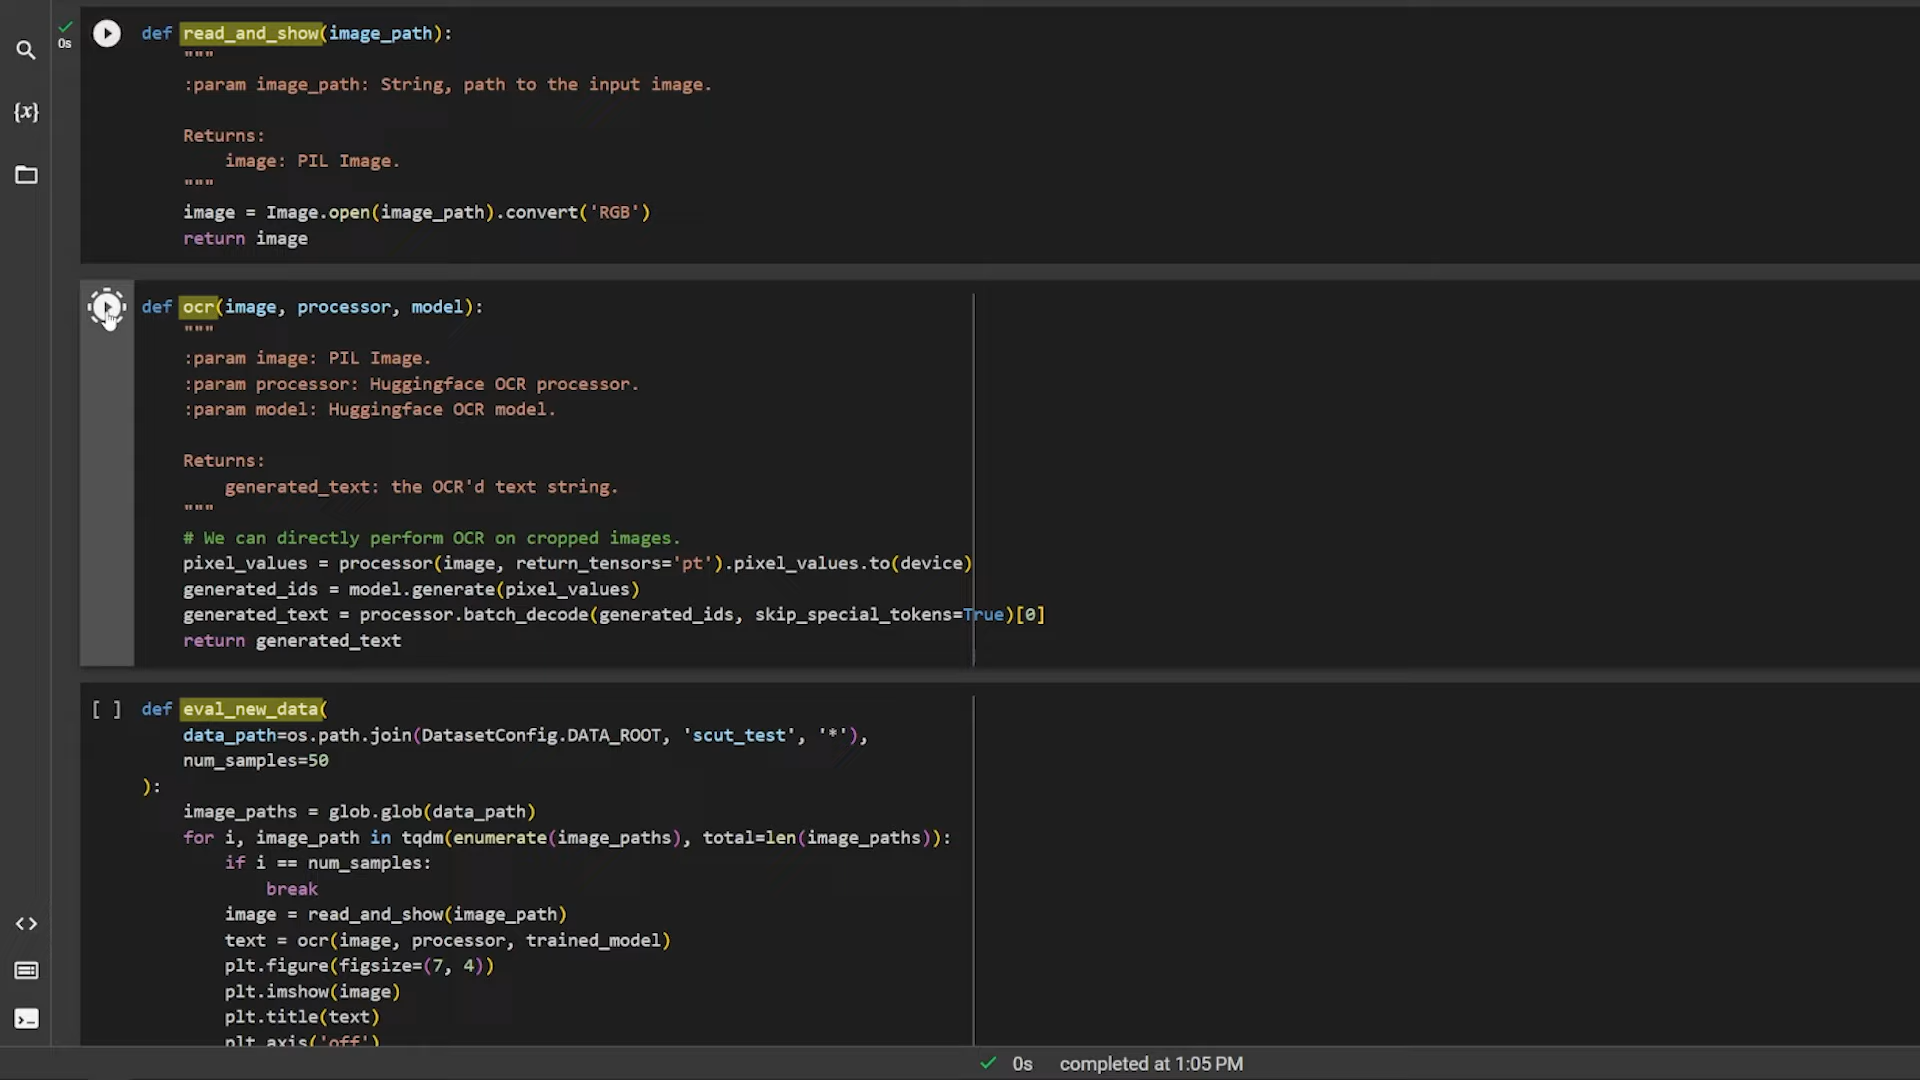 0s
def read_and_show(image_path):
"""
:param image_path: String, path to the input image.
Returns:
image: PIL Image.
"""
image = Image.open(image_path).convert('RGB')
return image
def ocr(image, processor, model):
"""
:param image: PIL Image.
:param processor: Huggingface OCR processor.
:param model: Huggingface OCR model.
Returns:
generated_text: the OCR'd text string.
"""
# We can directly perform OCR on cropped images.
pixel_values = processor(image, return_tensors='pt').pixel_values.to(device)
generated_ids = model.generate(pixel_values)
generated_text = processor.batch_decode(generated_ids, skip_special_tokens=True)[0]
return generated_text
[ ] def eval_new_data(
data_path=os.path.join(DatasetConfig.DATA_ROOT, 'scut_test', '*'),
num_samples=50
):
image_paths = glob.glob(data_path)
for i, image_path in tqdm(enumerate(image_paths), total=len(image_paths)):
if i == num_samples:
break
image = read_and_show(image_path)
text = ocr(image, processor, trained_model)
plt.figure(figsize=(7, 4))
plt.imshow(image)
plt.title(text)
plt.axis('off')
0s completed at 1:05 PM